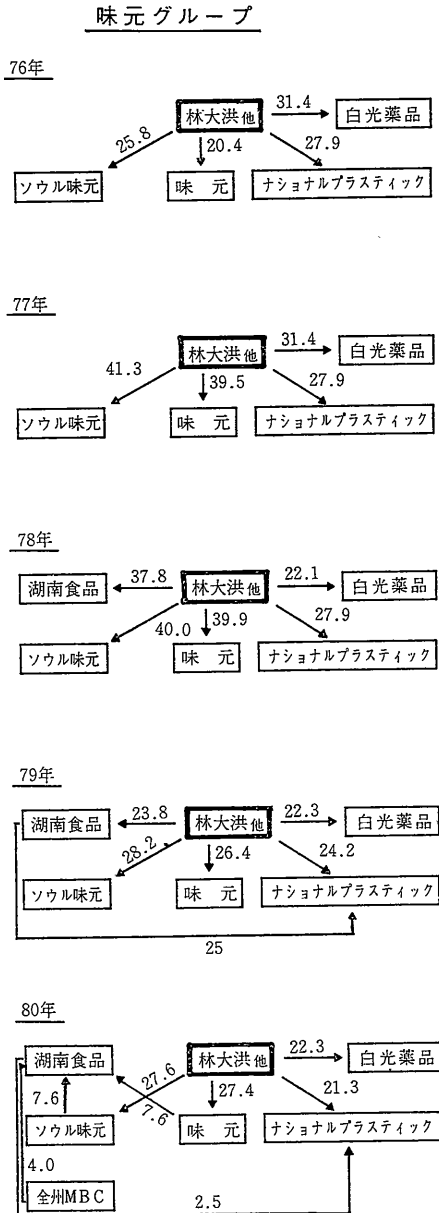 味元グループ
76年
林大洪他 31.4 白光薬品
25.8 20.4 27.9
ソウル味元 味元 ナショナルプラスティック
77年
林大洪他 31.4 白光薬品
41.3 39.5 27.9
ソウル味元 味元 ナショナルプラスティック
78年
湖南食品 37.8 林大洪他 22.1 白光薬品
40.0 39.9 27.9
ソウル味元 味元 ナショナルプラスティック
79年
湖南食品 23.8 林大洪他 22.3 白光薬品
28.2 26.4 24.2
ソウル味元 味元 ナショナルプラスティック
25
80年
湖南食品 林大洪他 22.3 白光薬品
7.6 27.6 7.6 27.4 21.3
ソウル味元 味元 ナショナルプラスティック
4.0
全州MBC
2.5